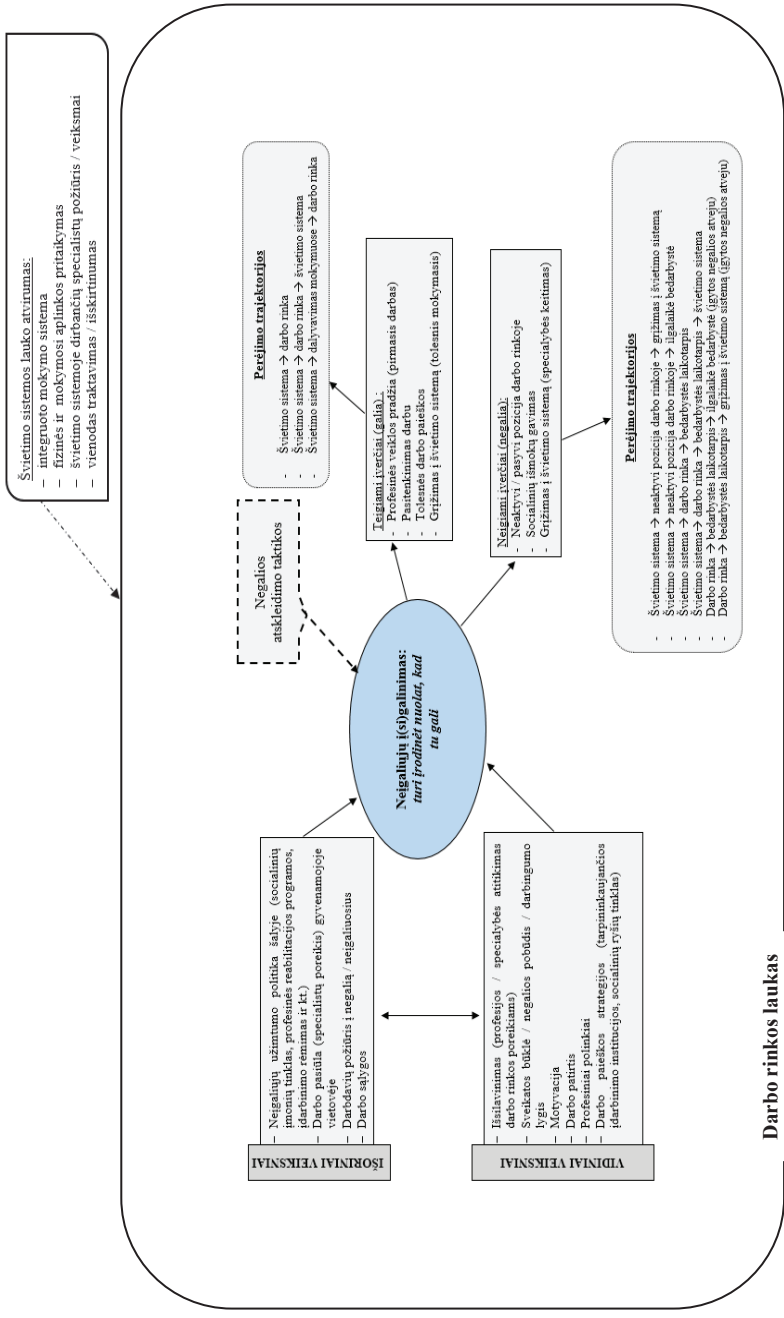 Švietimo sistemos lauko atvirumas:
– integruoto mokymo sistema
– fizinės ir mokymosi aplinkos pritaikymas
– švietimo sistemoje dirbančių specialistų požiūris / veiksmai
– vienodas traktavimas / išskirtinumas
IŠORINIAI VEIKSNIAI
– Neįgaliųjų užimtumo politika šalyje (socialinių
įmonių tinklas, profesinės reabilitacijos programos,
įdarbinimo rėmimas ir kt.)
– Darbo pasiūla (specialistų poreikis) gyvenamojoje
vietovėje
– Darbdavių požiūris į negalią / neįgaliuosius
– Darbo sąlygos
VIDINIAI VEIKSNIAI
– Išsilavinimas (profesijos / specialybės atitikimas
darbo rinkos poreikiams)
– Sveikatos būklė / negalios pobūdis / darbingumo
lygis
– Motyvacija
– Darbo patirtis
– Profesiniai polinkiai
– Darbo paieškos strategijos (tarpininkaujančios
įdarbinimo institucijos, socialinių ryšių tinklas)
Negalios
atskleidimo taktikos
Neįgaliųjų į(si)galinimas:
turi įrodinėt nuolat, kad
tu gali
Perėjimo trajektorijos
- Švietimo sistema → darbo rinka
- Švietimo sistema → darbo rinka → švietimo sistema
- Švietimo sistema → dalyvavimas mokymuose → darbo rinka
Teigiami įverčiai (galia) :
- Profesinės veiklos pradžia (pirmasis darbas)
- Pasitenkinimas darbu
- Tolesnės darbo paieškos
- Grįžimas į švietimo sistemą (tolesnis mokymasis)
Neigiami įverčiai (negalia):
- Neaktyvi / pasyvi pozicija darbo rinkoje
- Socialinių išmokų gavimas
- Grįžimas į švietimo sistemą (specialybės keitimas)
Perėjimo trajektorijos
- Švietimo sistema → neaktyvi pozicija darbo rinkoje → grįžimas į švietimo sistemą
- Švietimo sistema → neaktyvi pozicija darbo rinkoje → ilgalaikė bedarbystė
- Švietimo sistema → darbo rinka → bedarbystės laikotarpis
- Švietimo sistema→ darbo rinka → bedarbystės laikotarpis → švietimo sistema
- Darbo rinka → bedarbystės laikotarpis→ ilgalaikė bedarbystė (įgytos negalios atveju)
- Darbo rinka → bedarbystės laikotarpis → grįžimas į švietimo sistemą (įgytos negalios atveju)
Darbo rinkos laukas